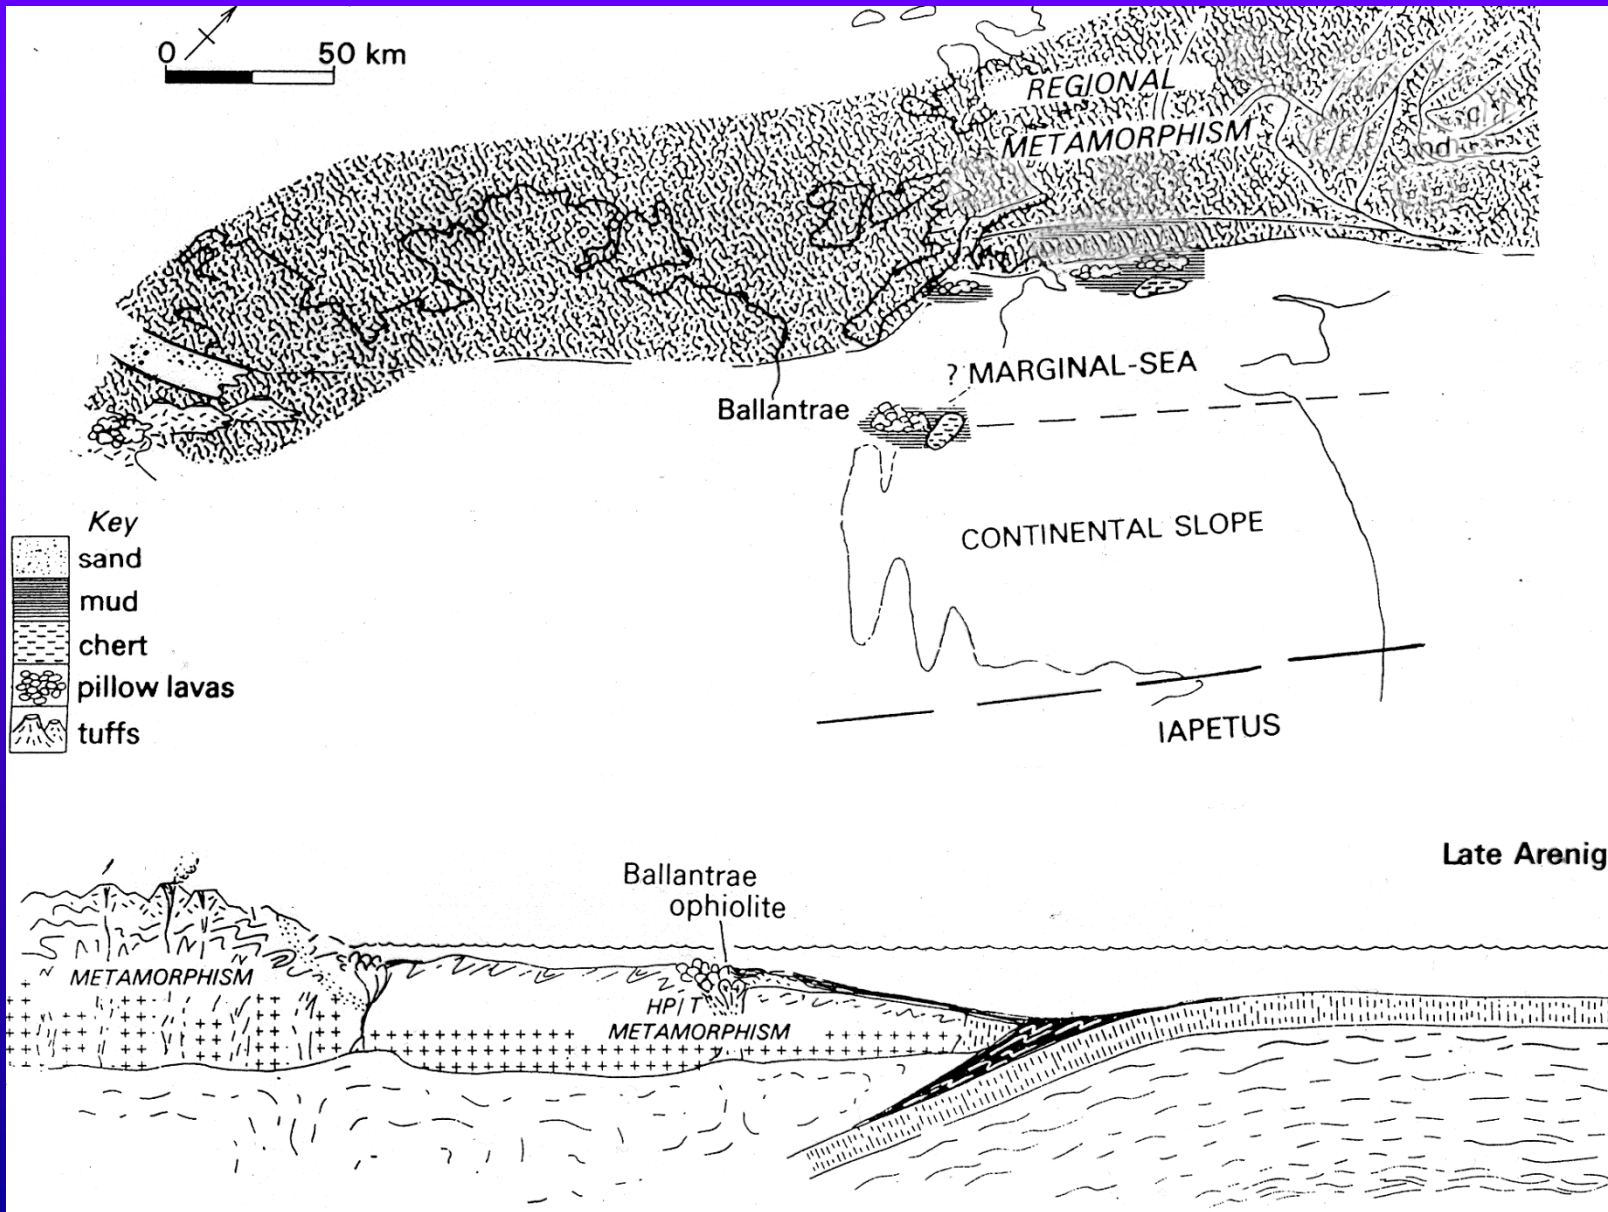 0 50 km
REGIONAL
METAMORPHISM
? MARGINAL-SEA
Ballantrae
CONTINENTAL SLOPE
IAPETUS
Key
sand
mud
chert
pillow lavas
tuffs
Late Arenig
Ballantrae
ophiolite
METAMORPHISM
HP/T
METAMORPHISM